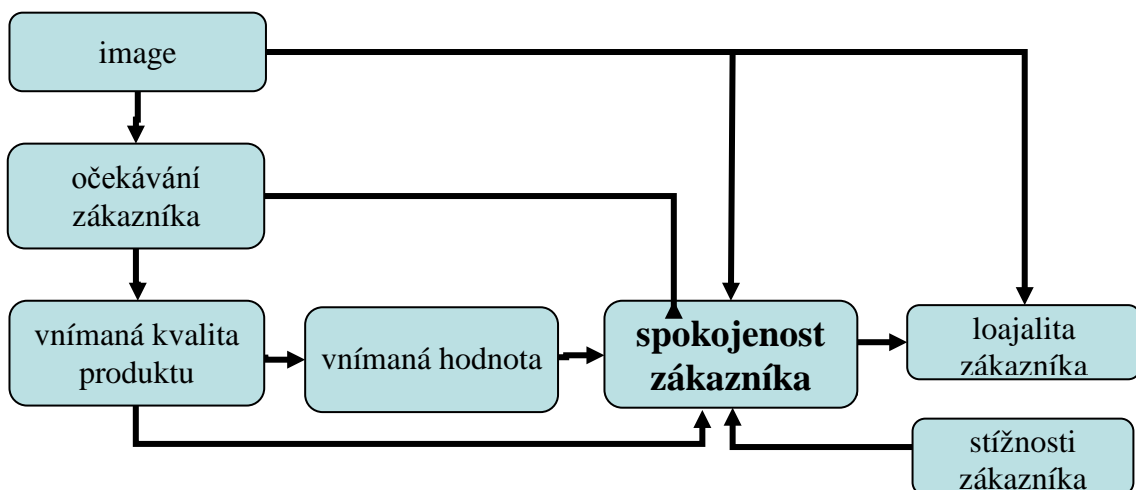 image
očekávání
zákazníka
vnímaná kvalita
produktu
vnímaná hodnota
spokojenost
zákazníka
loajalita
zákazníka
stížnosti
zákazníka